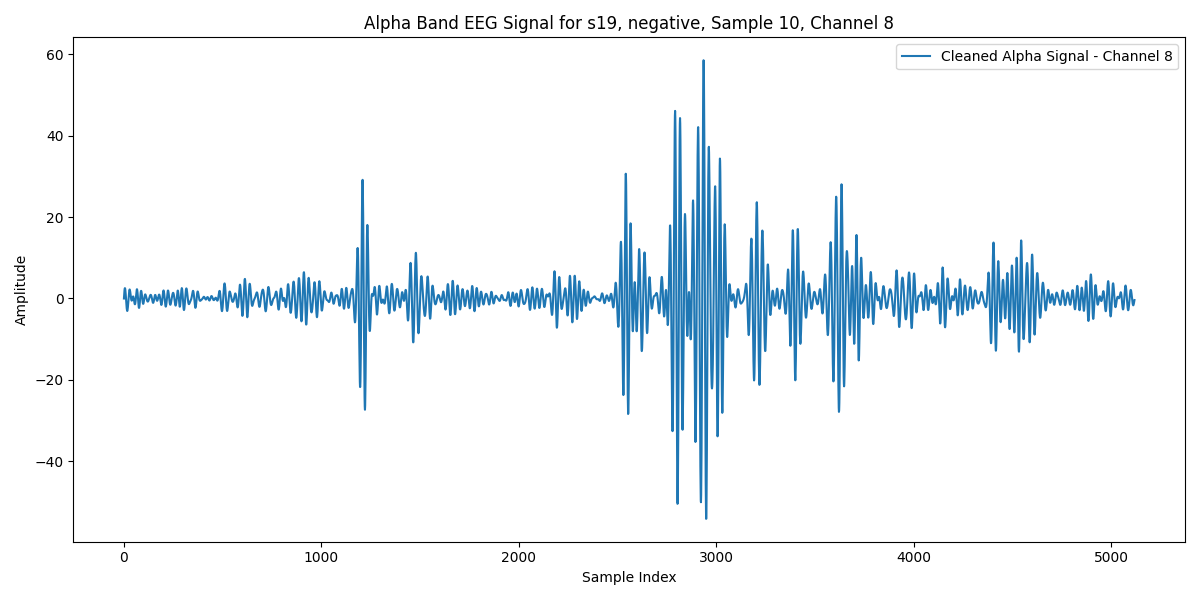 Alpha Band EEG Signal for s19, negative, Sample 10, Channel 8
Cleaned Alpha Signal - Channel 8
60
40
20
0
−20
−40
Amplitude
0 1000 2000 3000 4000 5000
Sample Index